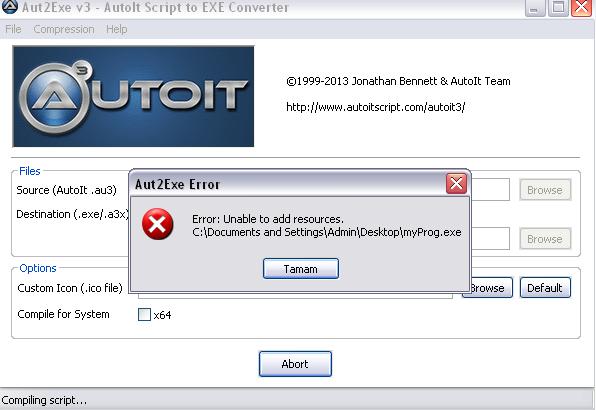 Aut2Exe v3 - AutoIt Script to EXE Converter
File Compression Help
AUTOIT
3
©1999-2013 Jonathan Bennett & AutoIt Team
http://www.autoitscript.com/autoit3/
Files
Source (AutoIt .au3)
Browse
Destination (.exe/.a3x)
Browse
Aut2Exe Error
Error: Unable to add resources.
C:\Documents and Settings\Admin\Desktop\myProg.exe
Tamam
Options
Custom Icon (.ico file)
Browse
Default
Compile for System
x64
Abort
Compiling script...